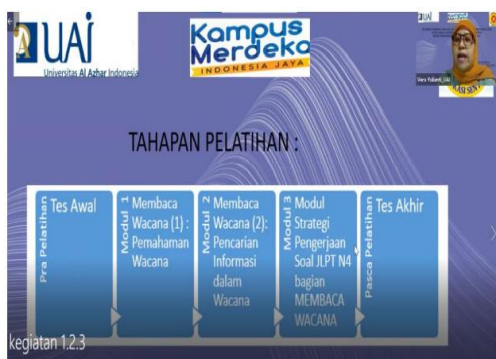 UAI
Universitas Al Azhar Indonesia
Kampus
Merdeka
INDONESIA JAYA
Vera Yulianti_UAI
TAHAPAN PELATIHAN :
Pra Pelatihan
Tes Awal
Modul 1
Membaca
Wacana (1) :
Pemahaman
Wacana
Modul 2
Membaca
Wacana (2):
Pencarian
Informasi
dalam
Wacana
Modul 3
Modul
Strategi
Pengerjaan
Soal JLPT N4
bagian
MEMBACA
WACANA
Pasca Pelatihan
Tes Akhir
kegiatan 1.2.3